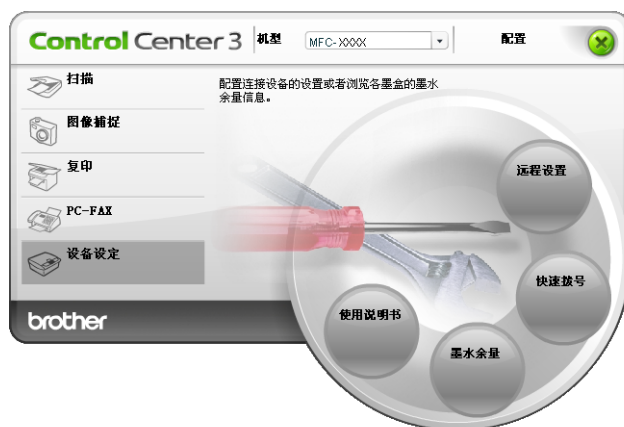 Control Center 3
机型
MFC-XXXX
配置
扫描
图像捕捉
复印
PC-FAX
设备设定
配置连接设备的设置或者浏览各墨盒的墨水
余量信息。
远程设置
快速拨号
墨水余量
使用说明书
brother